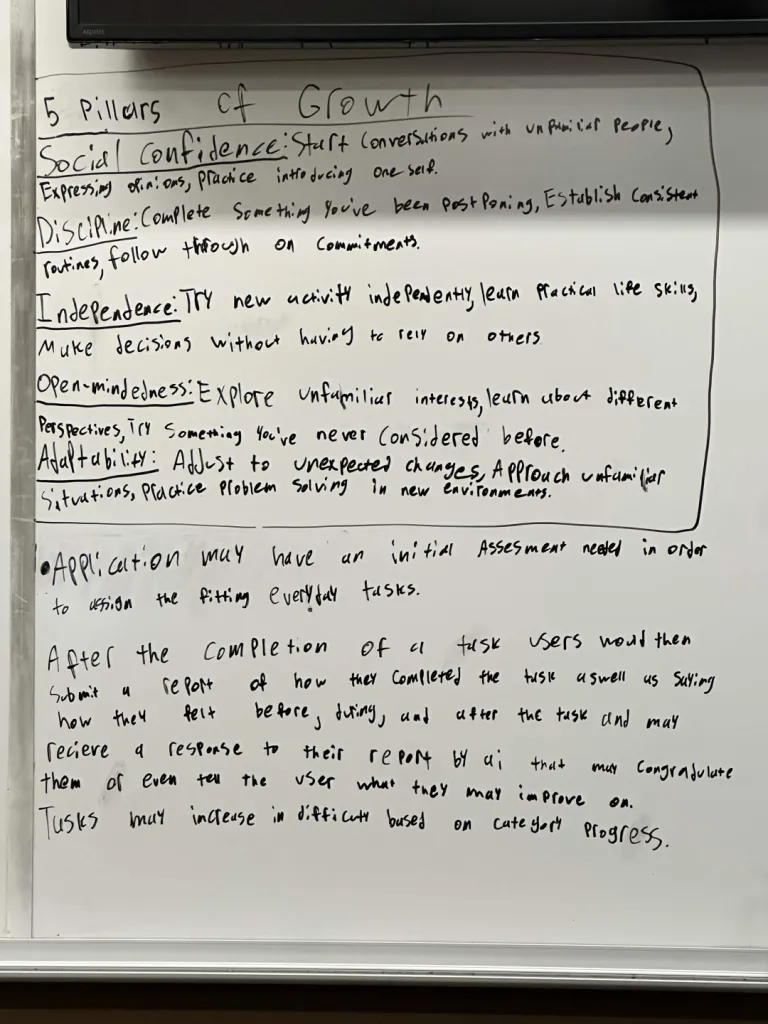 5 Pillars of Growth
Social Confidence: Start Conversations with unfamiliar people,
Expressing opinions, Practice introducing one self.
Discipline: Complete Something You've been Postponing, Establish Consistent
routines, follow through on commitments.
Independence: Try new activity independently, learn Practical life skills,
Make decisions without having to rely on others
Open-mindedness: Explore unfamiliar interests, learn about different
Perspectives, Try Something You've never Considered before.
Adaptability: Adjust to unexpected changes, Approach unfamiliar
Situations, Practice Problem Solving in new environments.
•Application may have an initial Assesment needed in order
to assign the fitting everyday tasks.
After the completion of a task users would then
Submit a report of how they completed the task aswell as saying
how they felt before, during, and after the task and may
recieve a response to their report by ai that may Congradulate
them or even tell the user what they may improve on.
Tasks may increase in difficulty based on category Progress.